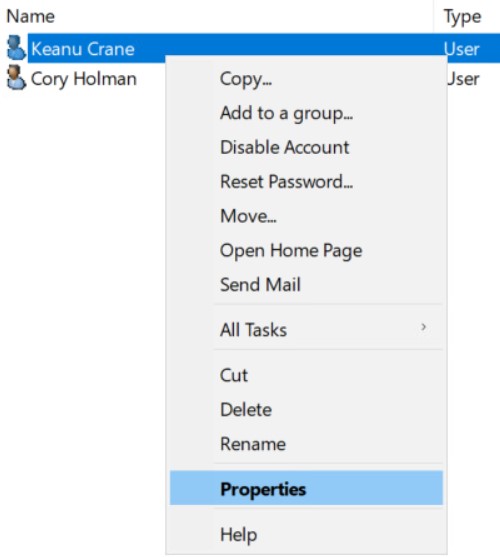 Name Type
Keanu Crane User
Cory Holman User
Copy...
Add to a group...
Disable Account
Reset Password...
Move...
Open Home Page
Send Mail
All Tasks
Cut
Delete
Rename
Properties
Help